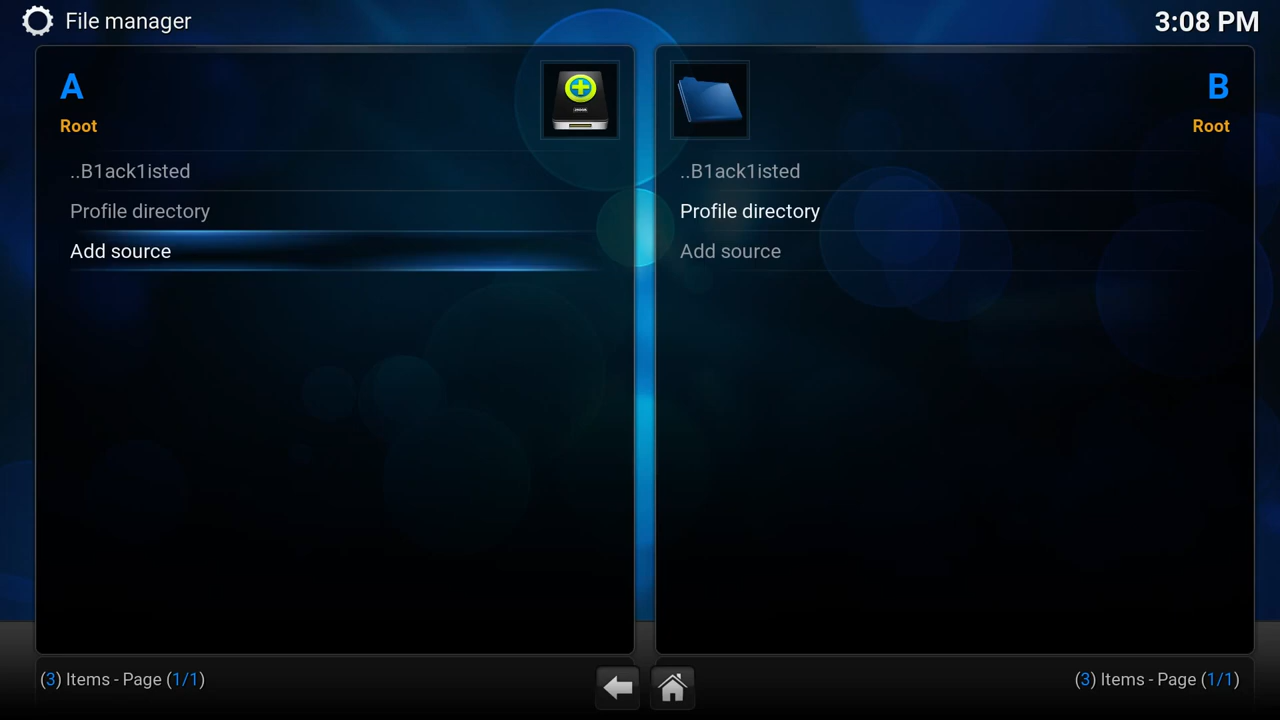 File manager
3:08 PM
A
Root
..B1ack1isted
Profile directory
Add source
(3) Items - Page (1/1)
B
Root
..B1ack1isted
Profile directory
Add source
(3) Items - Page (1/1)